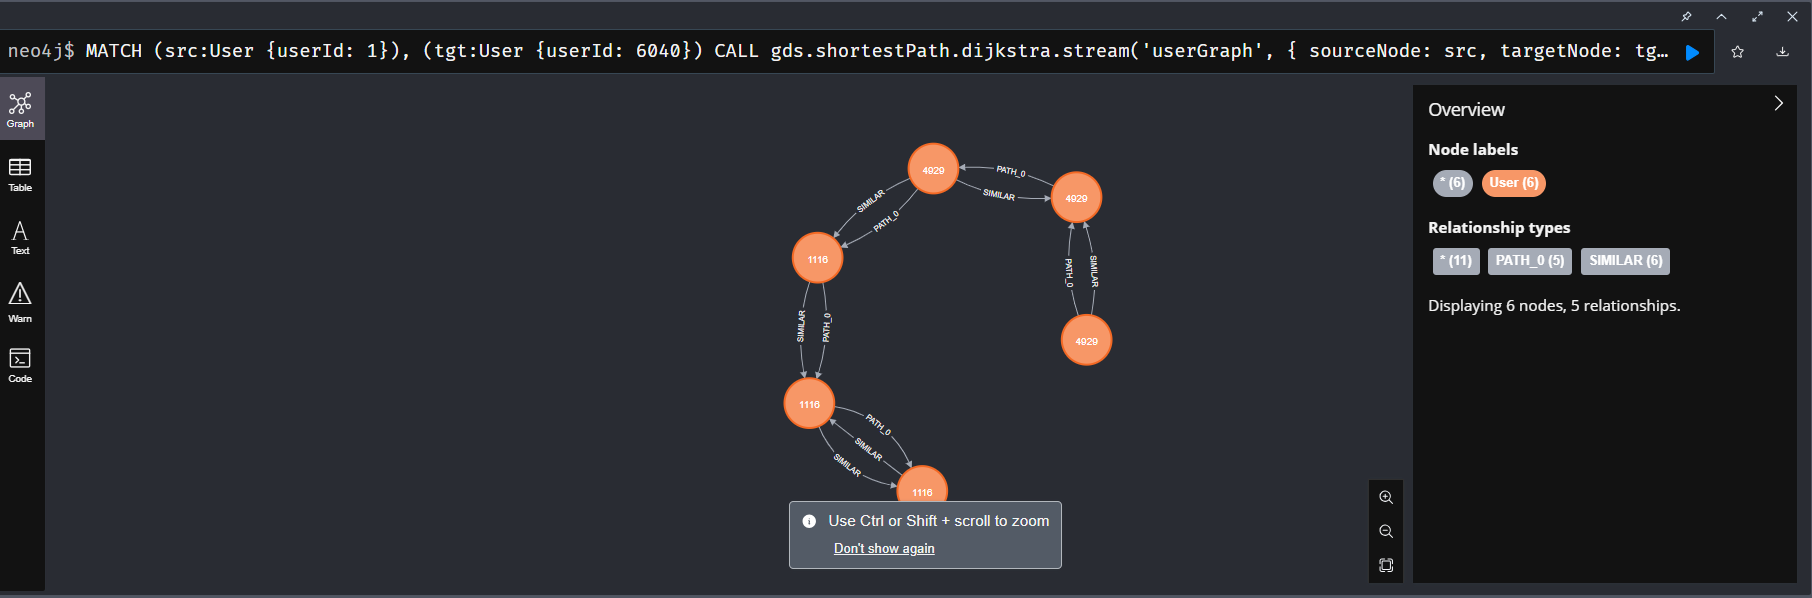 neo4j$ MATCH (src:User {userId: 1}), (tgt:User {userId: 6040}) CALL gds.shortestPath.dijkstra.stream('userGraph', { sourceNode: src, targetNode: tg…
Graph
Table
Text
Warn
Code
4929
PATH_0
SIMILAR
4929
SIMILAR
PATH_0
1116
PATH_0
SIMILAR
4929
SIMILAR
PATH_0
1116
PATH_0
SIMILAR
SIMILAR
1116
Use Ctrl or Shift + scroll to zoom
Don't show again
Overview
Node labels
* (6) User (6)
Relationship types
* (11) PATH_0 (5) SIMILAR (6)
Displaying 6 nodes, 5 relationships.